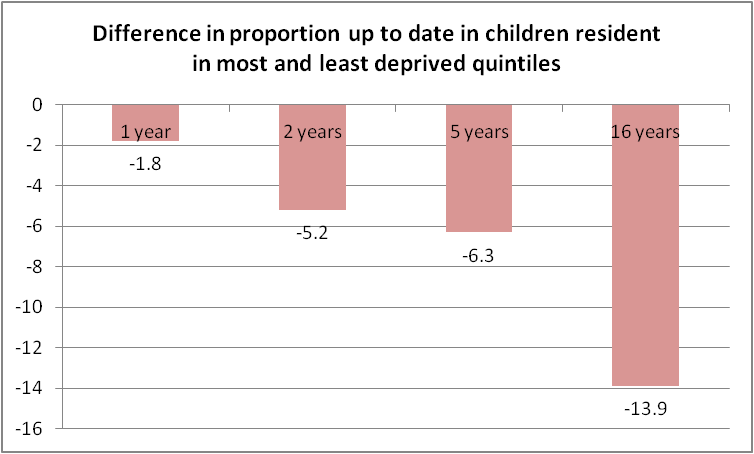 Difference in proportion up to date in children resident
in most and least deprived quintiles
0
-2
-4
-6
-8
-10
-12
-14
-16
1 year
2 years
5 years
16 years
-1.8
-5.2
-6.3
-13.9